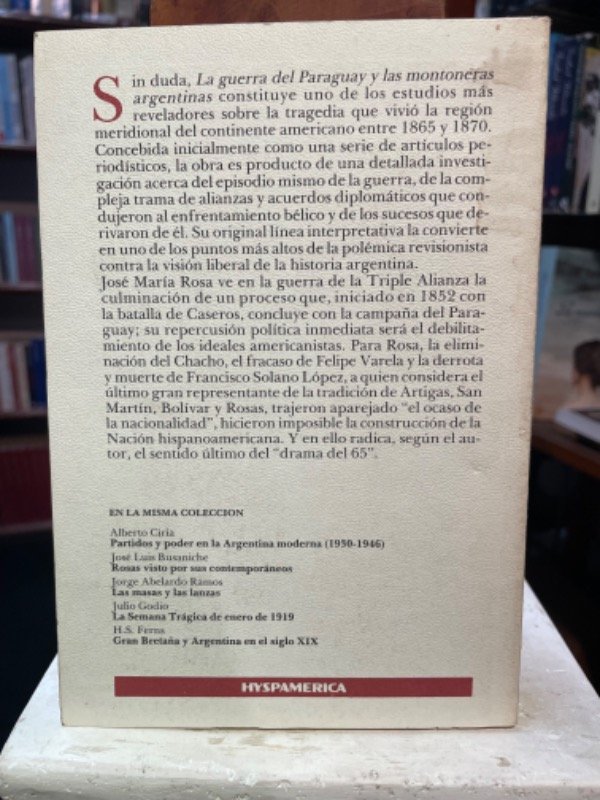 Sin duda, La guerra del Paraguay y las montoneras
argentinas constituye uno de los estudios más
reveladores sobre la tragedia que vivió la región
meridional del continente americano entre 1865 y 1870.
Concebida inicialmente como una serie de artículos pe-
riodísticos, la obra es producto de una detallada investi-
gación acerca del episodio mismo de la guerra, de la com-
pleja trama de alianzas y acuerdos diplomáticos que con-
dujeron al enfrentamiento bélico y de los sucesos que de-
rivaron de él. Su original línea interpretativa la convierte
en uno de los puntos más altos de la polémica revisionista
contra la visión liberal de la historia argentina.
José María Rosa ve en la guerra de la Triple Alianza la
culminación de un proceso que, iniciado en 1852 con
la batalla de Caseros, concluye con la campaña del Para-
guay; su repercusión política inmediata será el debilita-
miento de los ideales americanistas. Para Rosa, la elimi-
nación del Chacho, el fracaso de Felipe Varela y la derrota
y muerte de Francisco Solano López, a quien considera el
último gran representante de la tradición de Artigas, San
Martín, Bolívar y Rosas, trajeron aparejado “el ocaso de
la nacionalidad”, hicieron imposible la construcción de la
Nación hispanoamericana. Y en ello radica, según el au-
tor, el sentido último del “drama del 65”.
EN LA MISMA COLECCION
Alberto Ciria
Partidos y poder en la Argentina moderna (1930-1946)
José Luis Busaniche
Rosas visto por sus contemporáneos
Jorge Abelardo Ramos
Las masas y las lanzas
Julio Godio
La Semana Trágica de enero de 1919
H.S. Ferns
Gran Bretaña y Argentina en el siglo XIX
HYSPAMERICA